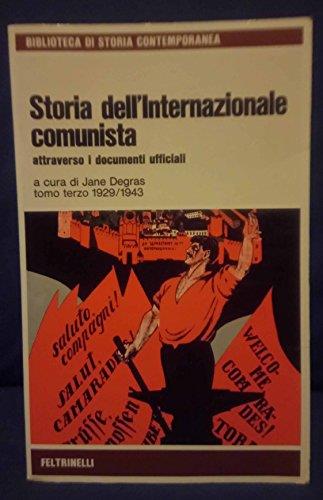 BIBLIOTECA DI STORIA CONTEMPORANEA
Storia dell'Internazionale
comunista
attraverso i documenti ufficiali
a cura di Jane Degras
tomo terzo 1929/1943
saluto,
compagni!
SALUT,
CAMARADE
WELCO-
ME
COM RA-
DES!
FELTRINELLI